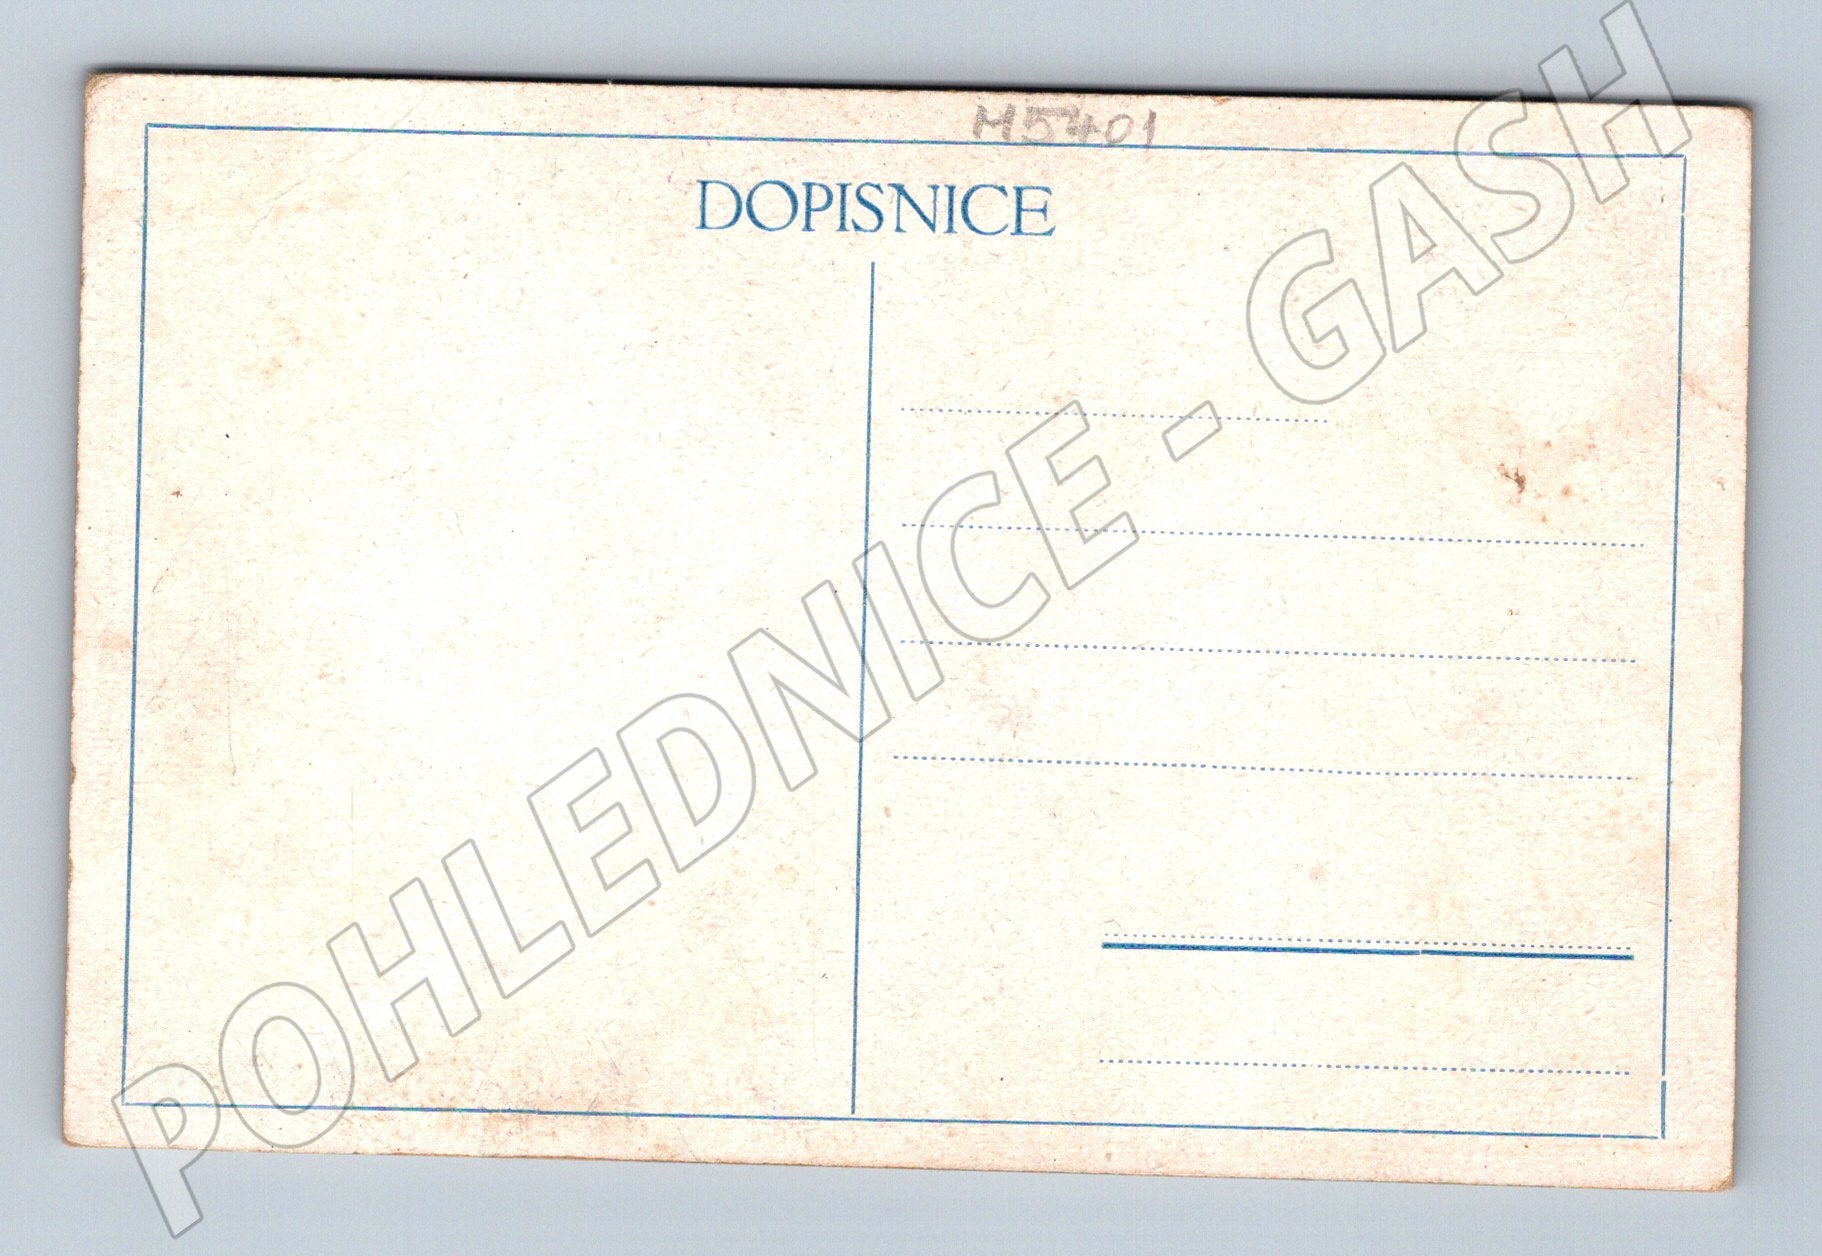 M5401
DOPISNICE
POHLEDNICE - GASH